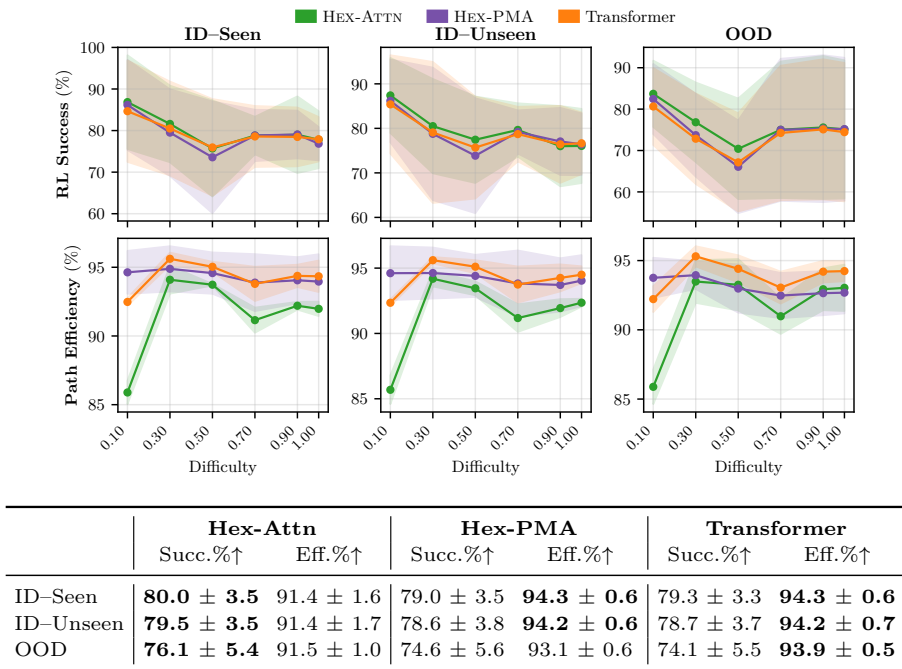 HEX-ATTN HEX-PMA Transformer
ID–Seen ID–Unseen OOD
RL Success (%)
100
90
80
70
60
90
80
70
60
90
80
70
60
Path Efficiency (%)
95
90
85
95
90
85
95
90
85
0.10 0.30 0.50 0.70 0.90 1.00
0.10 0.30 0.50 0.70 0.90 1.00
0.10 0.30 0.50 0.70 0.90 1.00
Difficulty Difficulty Difficulty
Hex-Attn Hex-PMA Transformer
Succ.%↑ Eff.%↑ Succ.%↑ Eff.%↑ Succ.%↑ Eff.%↑
ID–Seen 80.0 ± 3.5 91.4 ± 1.6 79.0 ± 3.5 94.3 ± 0.6 79.3 ± 3.3 94.3 ± 0.6
ID–Unseen 79.5 ± 3.5 91.4 ± 1.7 78.6 ± 3.8 94.2 ± 0.6 78.7 ± 3.7 94.2 ± 0.7
OOD 76.1 ± 5.4 91.5 ± 1.0 74.6 ± 5.6 93.1 ± 0.6 74.1 ± 5.5 93.9 ± 0.5